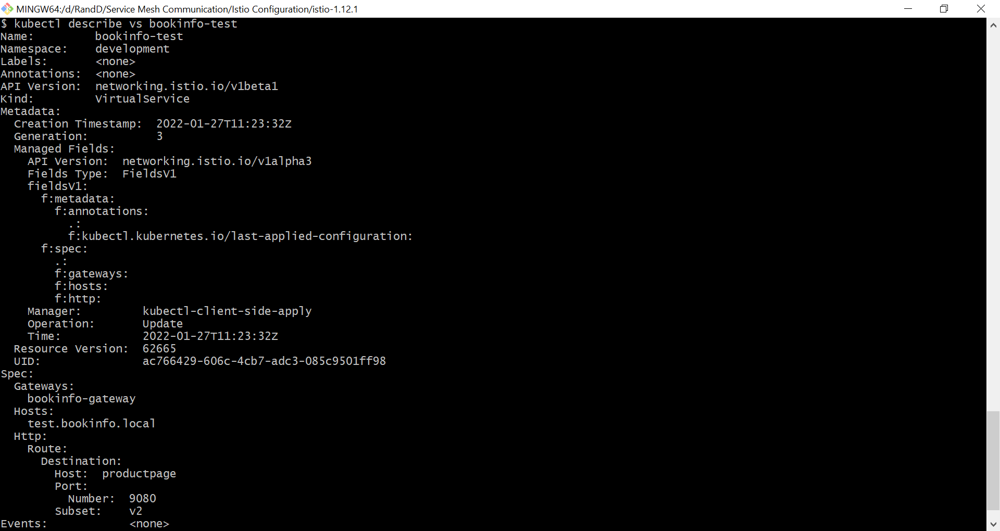 MINGW64:/d/RandD/Service Mesh Communication/Istio Configuration/istio-1.12.1
$ kubectl describe vs bookinfo-test
Name:         bookinfo-test
Namespace:    development
Labels:       <none>
Annotations:  <none>
API Version:  networking.istio.io/v1beta1
Kind:         VirtualService
Metadata:
  Creation Timestamp:  2022-01-27T11:23:32Z
  Generation:          3
  Managed Fields:
    API Version:  networking.istio.io/v1alpha3
    Fields Type:  FieldsV1
    fieldsV1:
      f:metadata:
        f:annotations:
          .:
          f:kubectl.kubernetes.io/last-applied-configuration:
      f:spec:
        .:
        f:gateways:
        f:hosts:
        f:http:
    Manager:         kubectl-client-side-apply
    Operation:       Update
    Time:            2022-01-27T11:23:32Z
  Resource Version:  62665
  UID:               ac766429-606c-4cb7-adc3-085c9501ff98
Spec:
  Gateways:
    bookinfo-gateway
  Hosts:
    test.bookinfo.local
  Http:
    Route:
      Destination:
        Host:  productpage
        Port:
          Number:  9080
        Subset:    v2
Events:            <none>